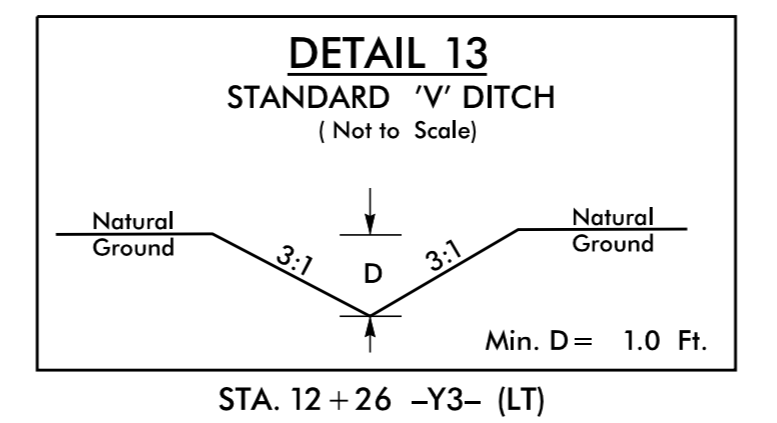 DETAIL 13
STANDARD 'V' DITCH
( Not to Scale)
Natural
Ground
3:1
D
3:1
Natural
Ground
Min. D = 1.0 Ft.
STA. 12 + 26 –Y3– (LT)